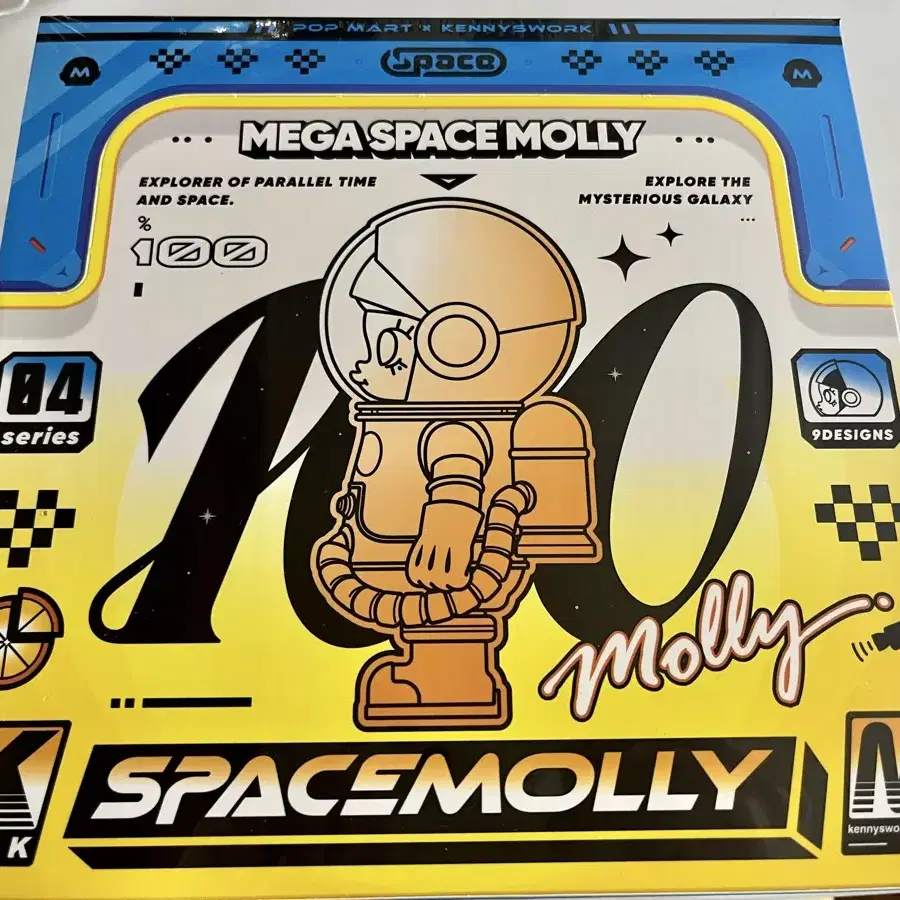 POP MART × KENNYSWORK
M
space
M
MEGA SPACE MOLLY
EXPLORER OF PARALLEL TIME
AND SPACE.
EXPLORE THE
MYSTERIOUS GALAXY
...
%
100
100
04
series
9DESIGNS
Molly
SPACEMOLLY
K
kennyswo